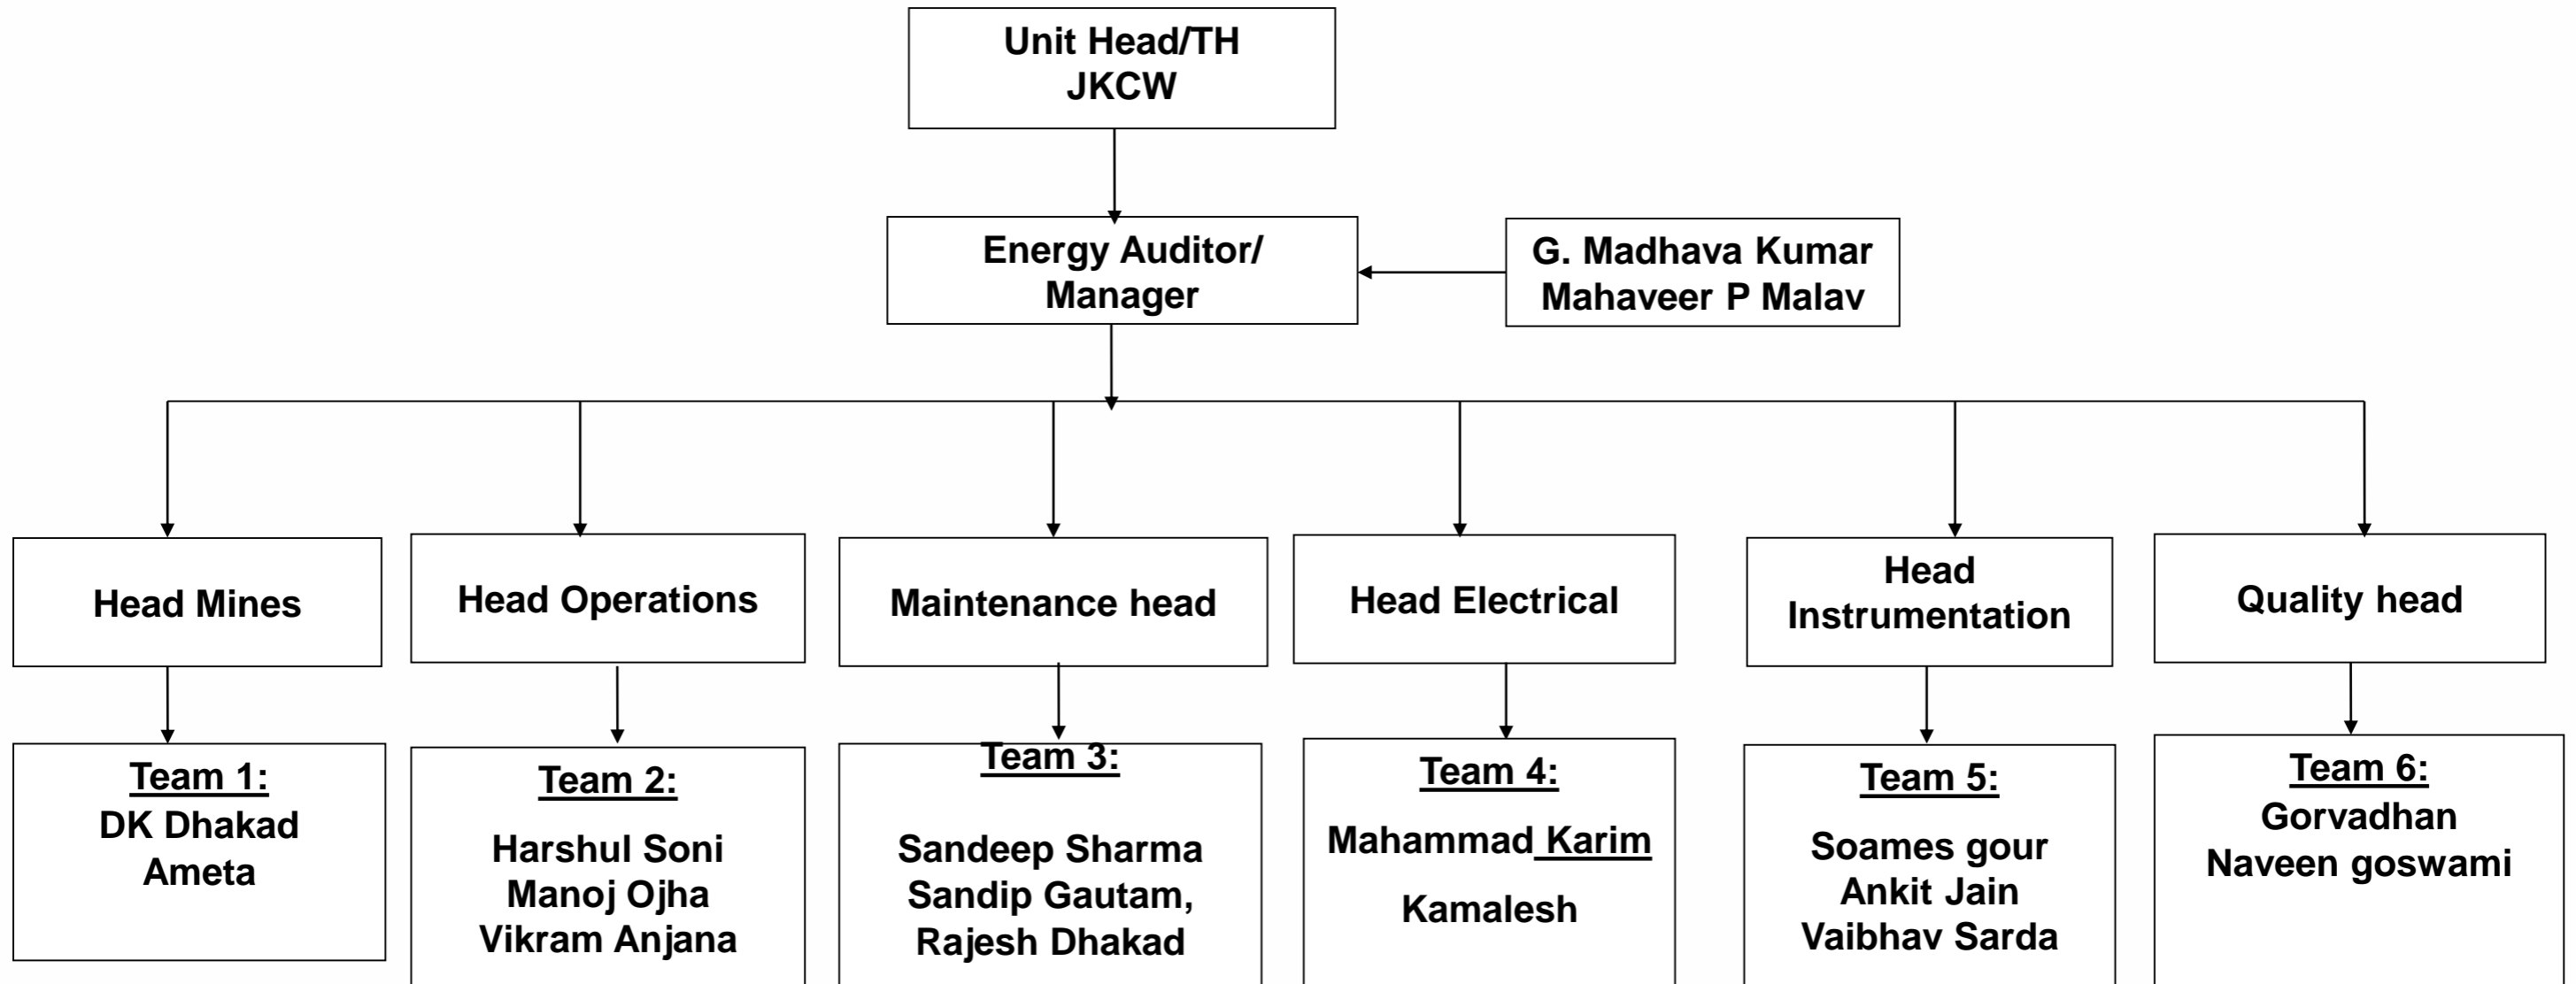 Unit Head/TH
JKCW
Energy Auditor/
Manager
G. Madhava Kumar
Mahaveer P Malav
Head Mines
Head Operations
Maintenance head
Head Electrical
Head
Instrumentation
Quality head
Team 1:
DK Dhakad
Ameta
Team 2:
Harshul Soni
Manoj Ojha
Vikram Anjana
Team 3:
Sandeep Sharma
Sandip Gautam,
Rajesh Dhakad
Team 4:
Mahammad Karim
Kamalesh
Team 5:
Soames gour
Ankit Jain
Vaibhav Sarda
Team 6:
Gorvadhan
Naveen goswami